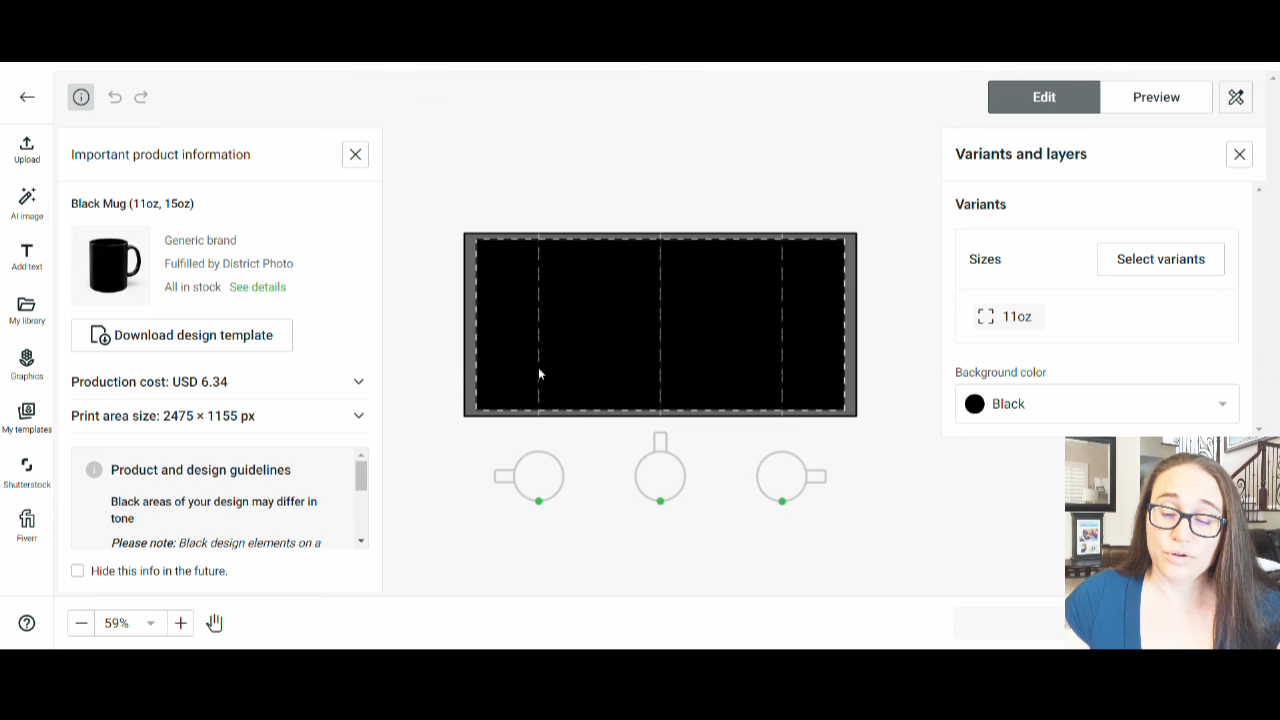 Edit
Preview
Upload
AI image
Add text
My library
Graphics
My templates
Shutterstock
Fiverr
Important product information
Black Mug (11oz, 15oz)
Generic brand
Fulfilled by District Photo
All in stock See details
Download design template
Production cost: USD 6.34
Print area size: 2475 × 1155 px
Product and design guidelines
Black areas of your design may differ in
tone
Please note: Black design elements on a
Hide this info in the future.
59%
Variants and layers
Variants
Sizes
Select variants
11oz
Background color
Black